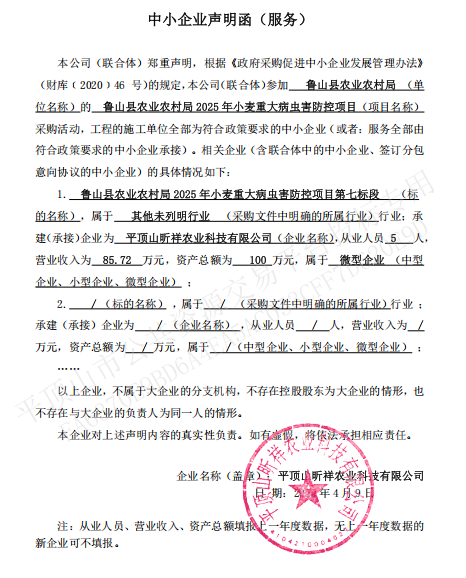 中小企业声明函（服务）
本公司（联合体）郑重声明，根据《政府采购促进中小企业发展管理办法》
（财库﹝2020﹞46 号)的规定，本公司(联合体)参加 鲁山县农业农村局 （单
位名称）的 鲁山县农业农村局 2025 年小麦重大病虫害防控项目（项目名称）
采购活动，工程的施工单位全部为符合政策要求的中小企业（或者：服务全部由
符合政策要求的中小企业承接）。相关企业（含联合体中的中小企业、签订分包
意向协议的中小企业）的具体情况如下：
1. 鲁山县农业农村局 2025 年小麦重大病虫害防控项目第七标段 （标
的名称），属于 其他未列明行业 （采购文件中明确的所属行业）行业；承
建（承接）企业为 平顶山昕祥农业科技有限公司（企业名称），从业人员 5 人，
营业收入为 85.72 万元，资产总额为 100 万元，属于 微型企业 （中型
企业、小型企业、微型企业）；
2. / （标的名称） ，属于 / （采购文件中明确的所属行业)行业 ；
承建（承接）企业为 / （企业名称） ，从业人员 / 人，营业收入为 /
万元，资产总额为 / 万元，属于 /（中型企业、小型企业、微型企业）；
……
以上企业，不属于大企业的分支机构，不存在控股股东为大企业的情形，也
不存在与大企业的负责人为同一人的情形。
本企业对上述声明内容的真实性负责。如有虚假，将依法承担相应责任。
企业名称（盖章）：平顶山昕祥农业科技有限公司
日 期： 年 4 月 9 日
平顶山昕祥农业科技有限公司
注：从业人员、营业收入、资产总额填报上一年度数据，无上一年度数据的
新企业可不填报。